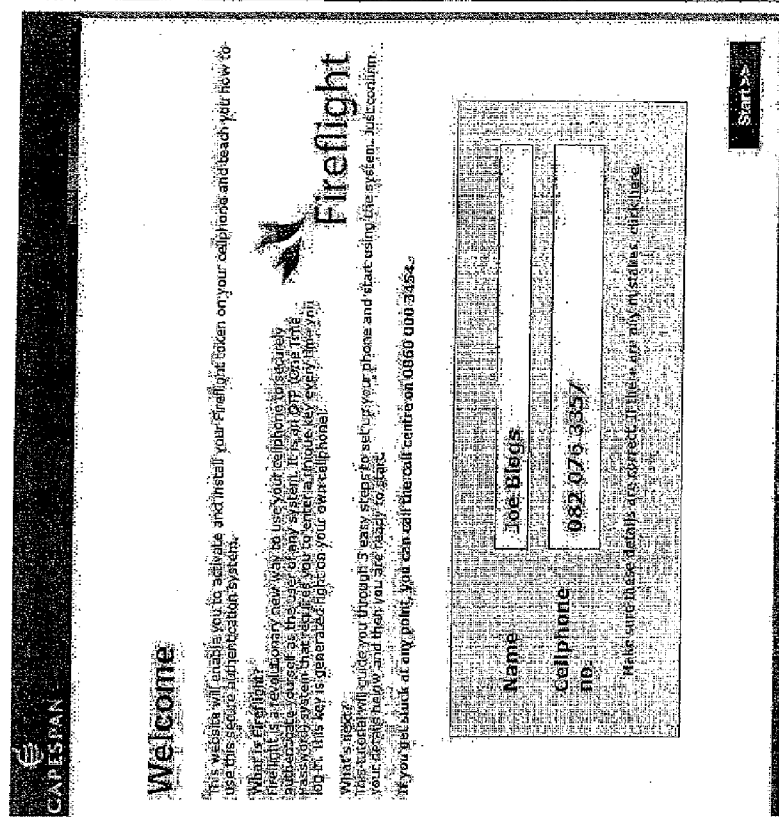 CAPESPAN
Welcome
This website will enable you to activate and install your Fireflight token on your cellphone and teach you how to
use this secure authentication system.
What is Fireflight?
Fireflight is a revolutionary new way to use your cellphone to securely
authenticate yourself as the user of any system. It is an OTP (One Time
Password) system that requires you to enter a unique key every time you
log in. This key is generated right on your own cellphone!
Fireflight
What's next?
This tutorial will guide you through 3 easy steps to set up your phone and start using the system. Just confirm
your details below and then you are ready to start.
If you get stuck at any point, you can call the call centre on 0860 000 3454.
Name
Joe Blogs
Cellphone
no.
082 076 3357
Make sure these details are correct. If there are any mistakes, click here.
Start >>